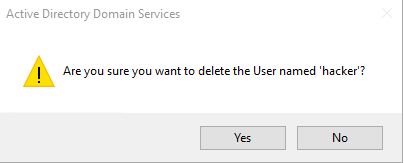 Active Directory Domain Services
Are you sure you want to delete the User named 'hacker'?
Yes
No